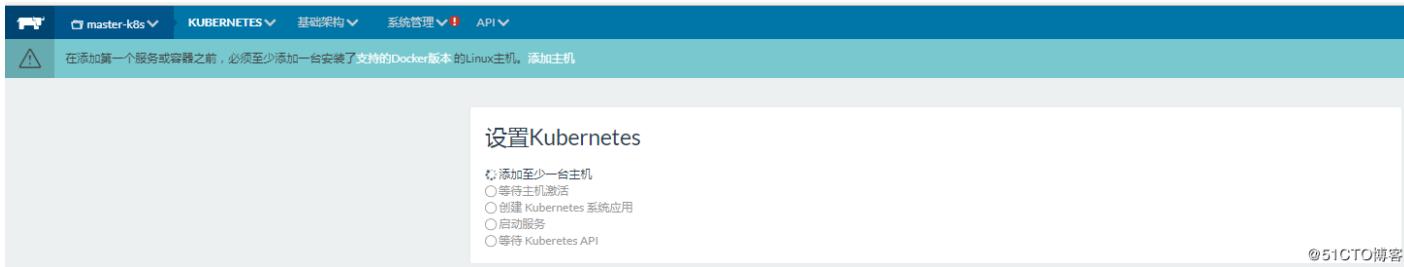 master-k8s KUBERNETES 基础架构 系统管理 ! API
在添加第一个服务或容器之前，必须至少添加一台安装了支持的Docker版本 的Linux主机。添加主机
设置Kubernetes
添加至少一台主机
等待主机激活
创建 Kubernetes 系统应用
启动服务
等待 Kuberetes API
@51CTO博客